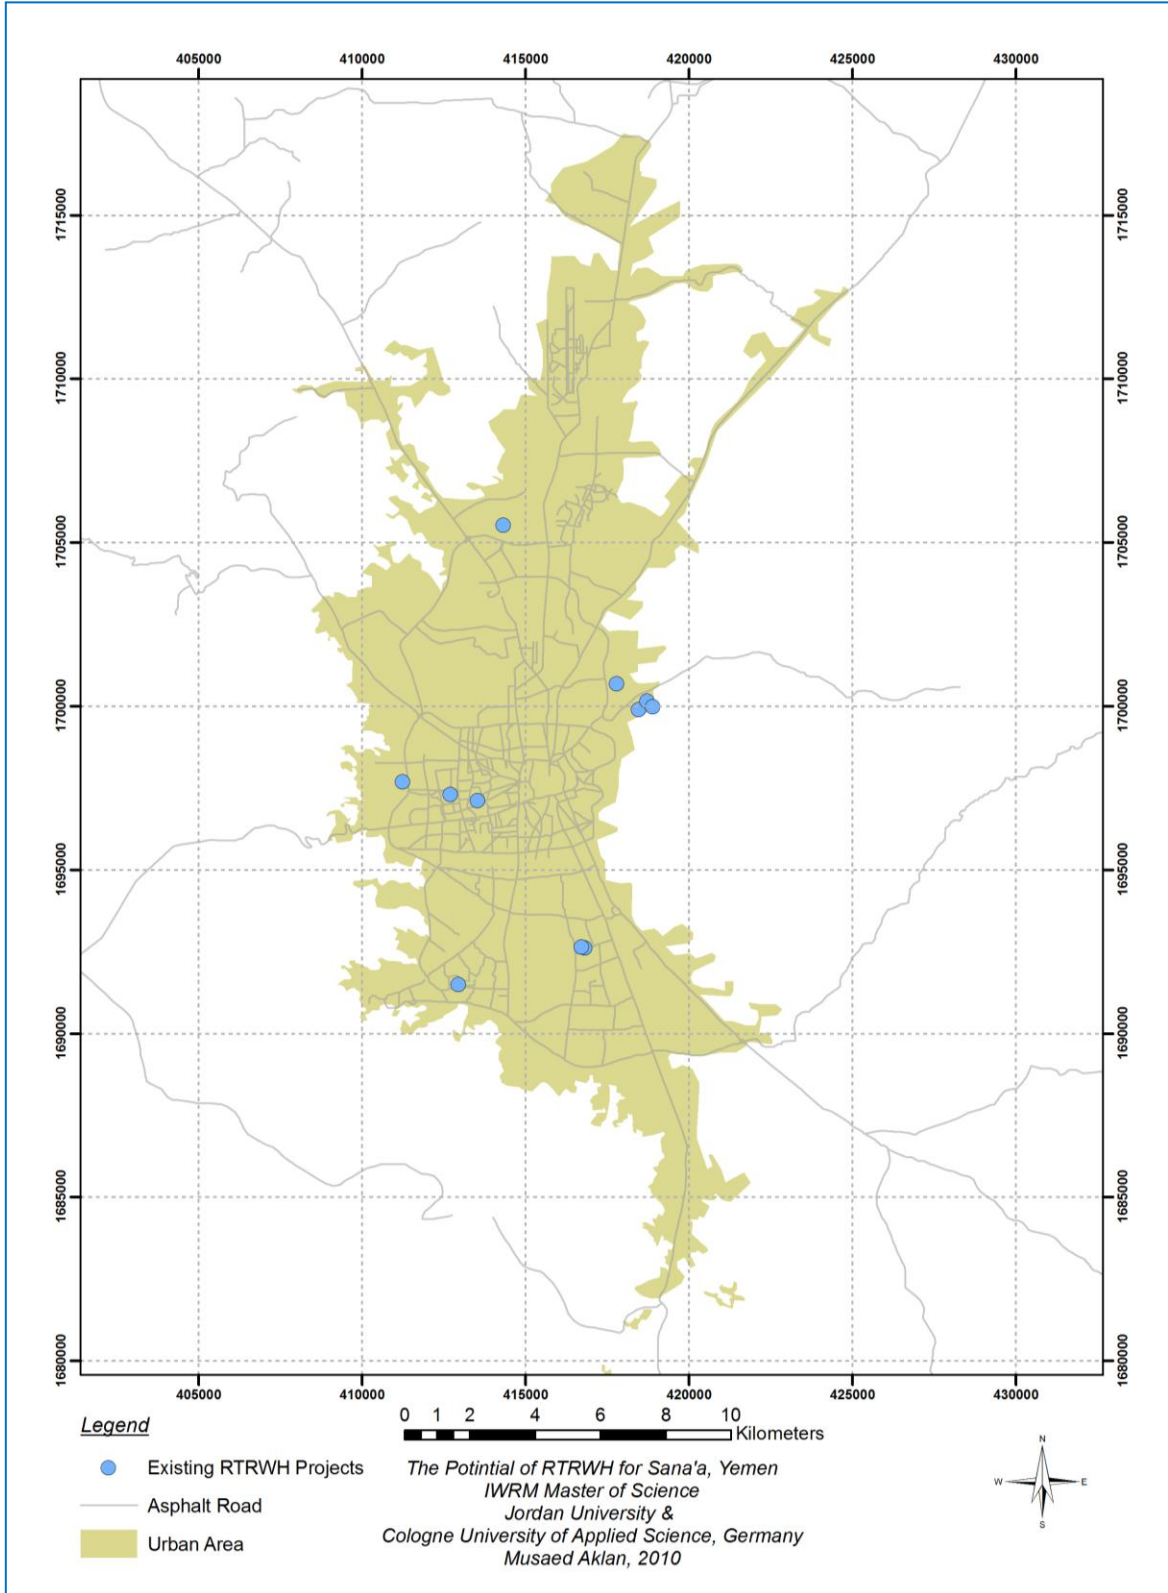 405000 410000 415000 420000 425000 430000
1715000 1715000
1710000 1710000
1705000 1705000
1700000 1700000
1695000 1695000
1690000 1690000
1685000 1685000
1680000 1680000
405000 410000 415000 420000 425000 430000
Legend
Existing RTRWH Projects
Asphalt Road
Urban Area
0 1 2 4 6 8 10
Kilometers
The Potintial of RTRWH for Sana'a, Yemen
IWRM Master of Science
Jordan University &
Cologne University of Applied Science, Germany
Musaed Aklan, 2010
N
W E
S